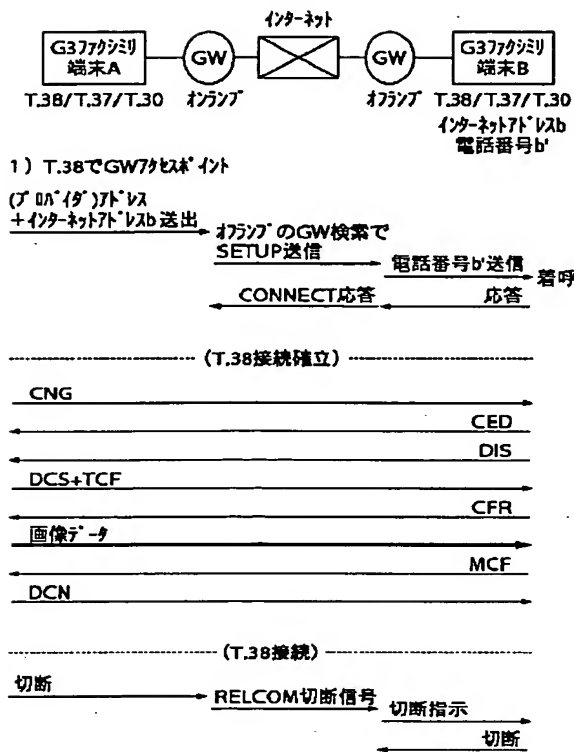 インターネット
G3ファクシミリ
端末A
GW
GW
G3ファクシミリ
端末B
T.38/T.37/T.30
オンランプ
オフランプ
T.38/T.37/T.30
インターネットアドレスb
電話番号b'
1）T.38でGWアクセスポイント
(プロバイダ)アドレス
+インターネットアドレスb送出
オフランプのGW検索で
SETUP送信
電話番号b'送信
着呼
CONNECT応答
応答
(T.38接続確立)
CNG
CED
DIS
DCS+TCF
CFR
画像データ
MCF
DCN
(T.38接続)
切断
RELCOM切断信号
切断指示
切断